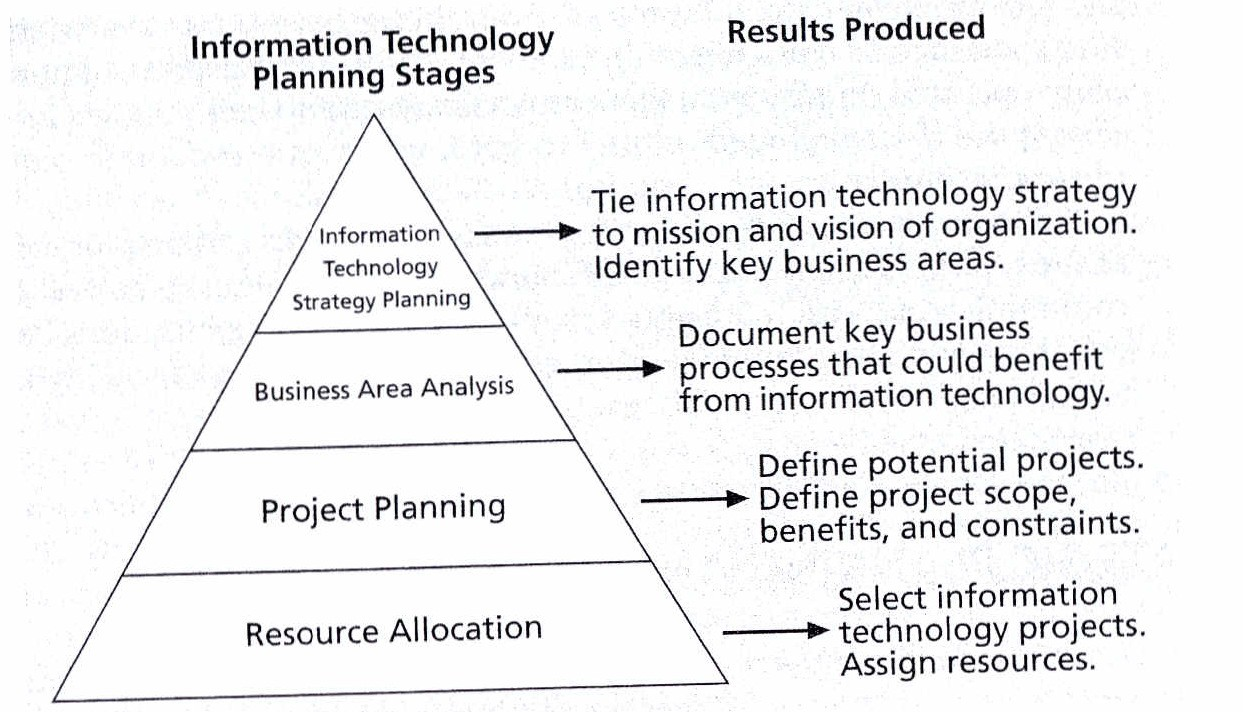 Information Technology
Planning Stages
Results Produced
Information
Technology
Strategy Planning
Tie information technology strategy
to mission and vision of organization.
Identify key business areas.
Business Area Analysis
Document key business
processes that could benefit
from information technology.
Project Planning
Define potential projects.
Define project scope,
benefits, and constraints.
Resource Allocation
Select information
technology projects.
Assign resources.